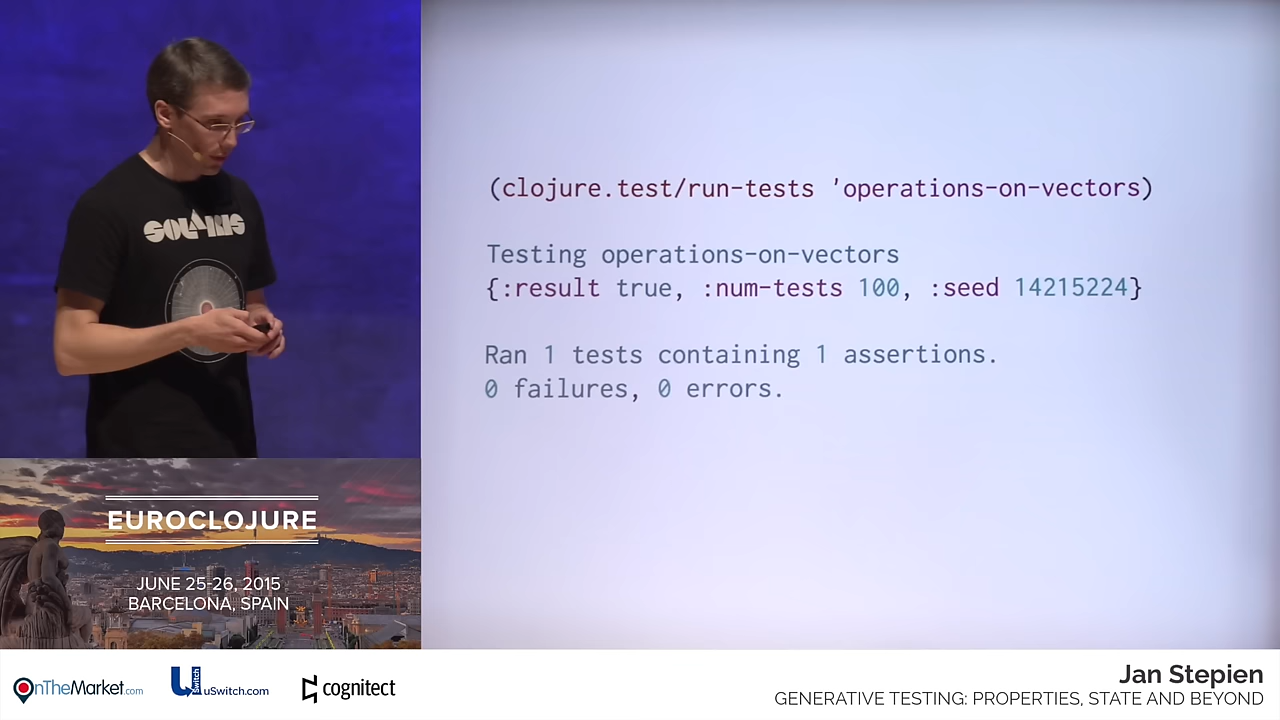 SOLARIS
(clojure.test/run-tests 'operations-on-vectors)
Testing operations-on-vectors
{:result true, :num-tests 100, :seed 14215224}
Ran 1 tests containing 1 assertions.
0 failures, 0 errors.
EUROCLOJURE
JUNE 25-26, 2015
BARCELONA, SPAIN
OnTheMarket.com
uSwitch
uSwitch.com
cognitect
Jan Stepien
GENERATIVE TESTING: PROPERTIES, STATE AND BEYOND